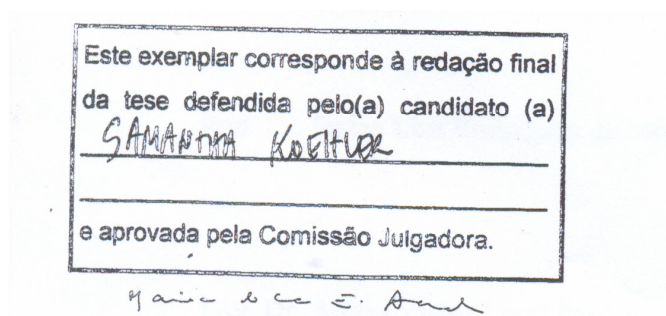 Este exemplar corresponde à redação final
da tese defendida pelo(a) candidato (a)
SAMANTHA KOEHLER
e aprovada pela Comissão Julgadora.